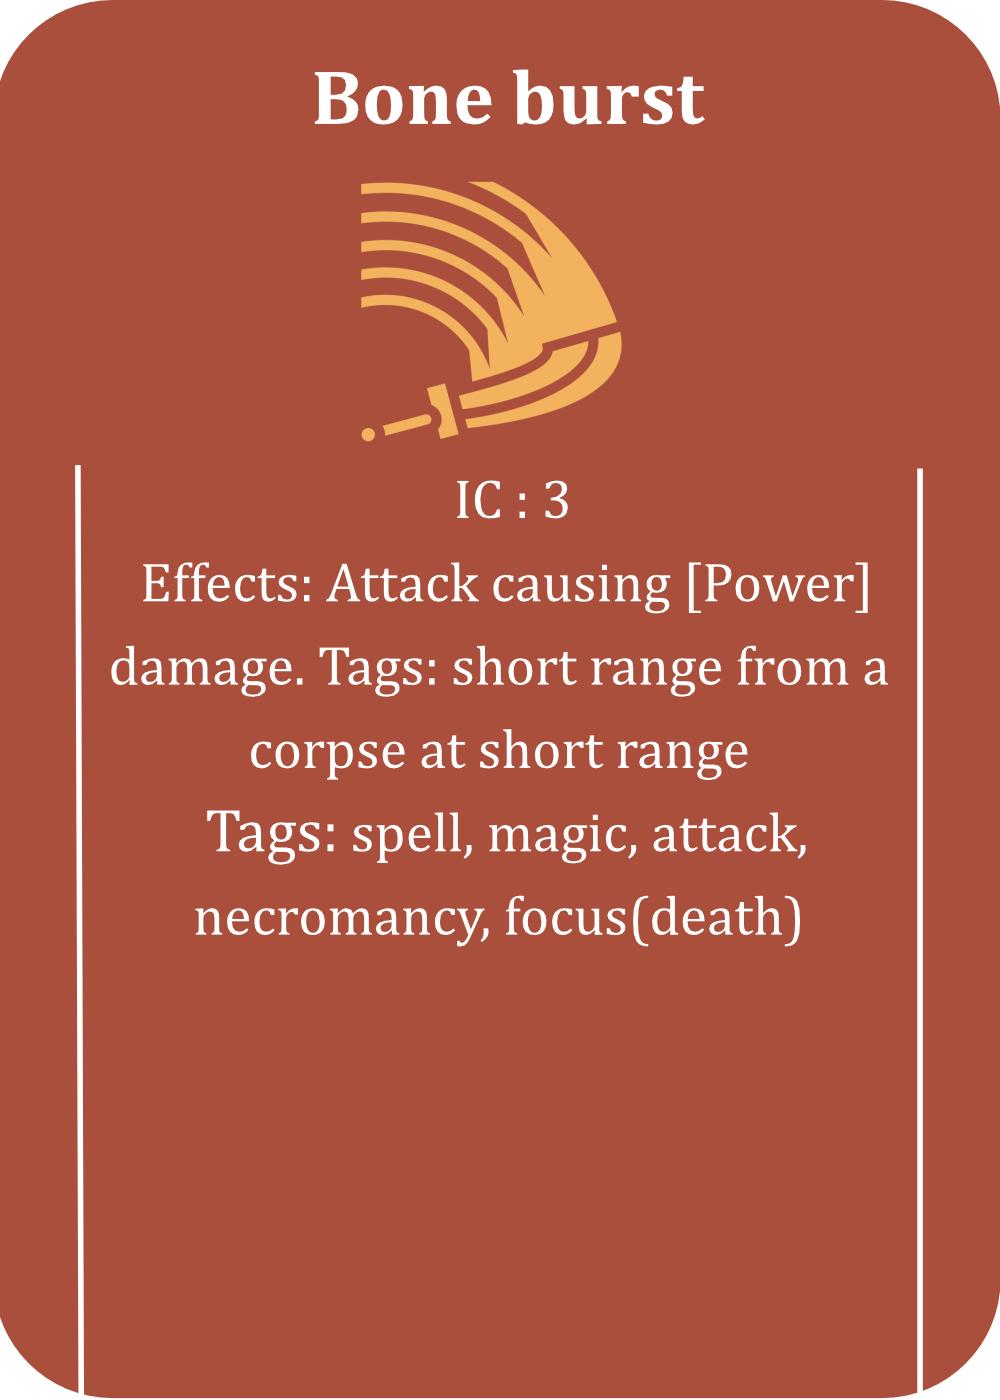 Bone burst
IC : 3
Effects: Attack causing [Power]
damage. Tags: short range from a
corpse at short range
Tags: spell, magic, attack,
necromancy, focus(death)